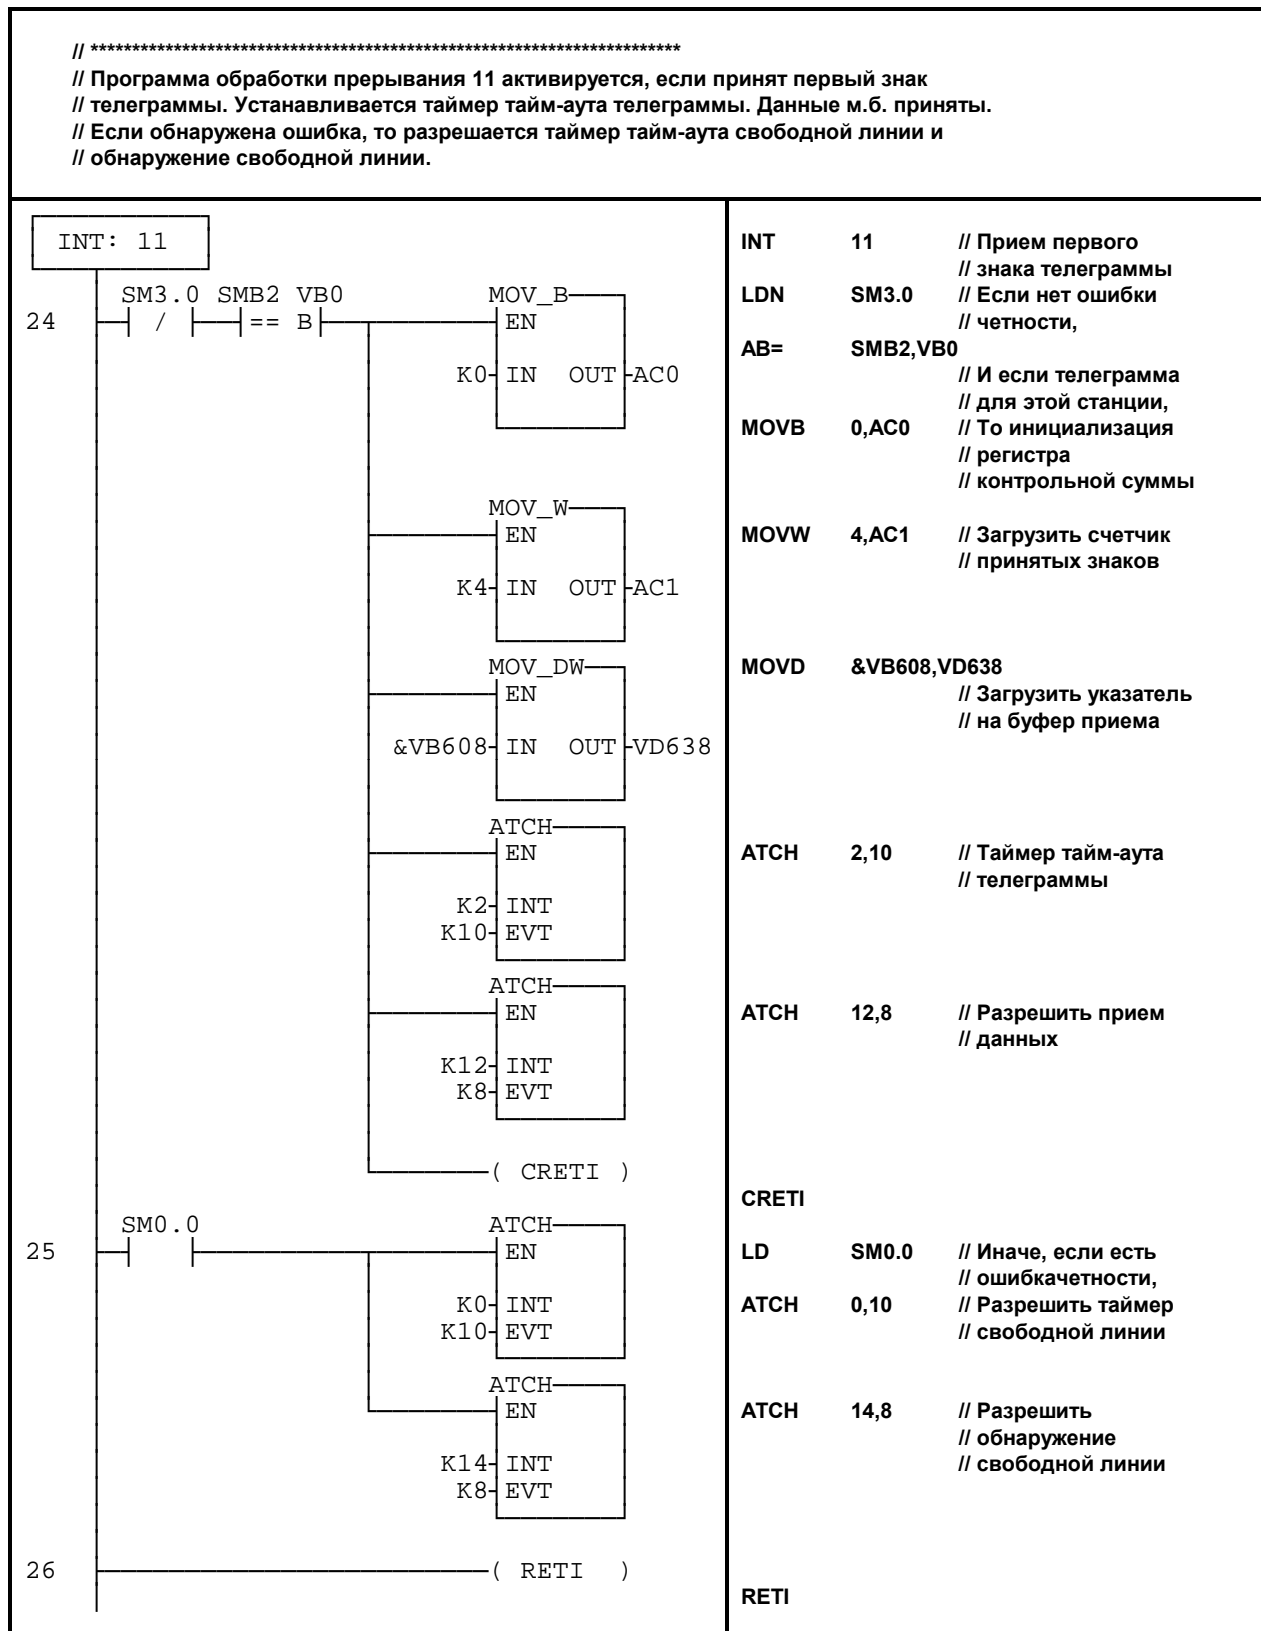 // ***********************************************************************
// Программа обработки прерывания 11 активируется, если принят первый знак
// телеграммы. Устанавливается таймер тайм-аута телеграммы. Данные м.б. приняты.
// Если обнаружена ошибка, то разрешается таймер тайм-аута свободной линии и
// обнаружение свободной линии.
INT: 11
SM3.0 SMB2 VB0 MOV_B
24 / == B EN
K0 IN OUT AC0
MOV_W
EN
K4 IN OUT AC1
MOV_DW
EN
&VB608 IN OUT VD638
ATCH
EN
K2 INT
K10 EVT
ATCH
EN
K12 INT
K8 EVT
( CRETI )
SM0.0 ATCH
25 EN
K0 INT
K10 EVT
ATCH
EN
K14 INT
K8 EVT
26 ( RETI )
INT 11 // Прием первого
// знака телеграммы
LDN SM3.0 // Если нет ошибки
// четности,
AB= SMB2,VB0
// И если телеграмма
// для этой станции,
MOVB 0,AC0 // То инициализация
// регистра
// контрольной суммы
MOVW 4,AC1 // Загрузить счетчик
// принятых знаков
MOVD &VB608,VD638
// Загрузить указатель
// на буфер приема
ATCH 2,10 // Таймер тайм-аута
// телеграммы
ATCH 12,8 // Разрешить прием
// данных
CRETI
LD SM0.0 // Иначе, если есть
// ошибкачетности,
ATCH 0,10 // Разрешить таймер
// свободной линии
ATCH 14,8 // Разрешить
// обнаружение
// свободной линии
RETI